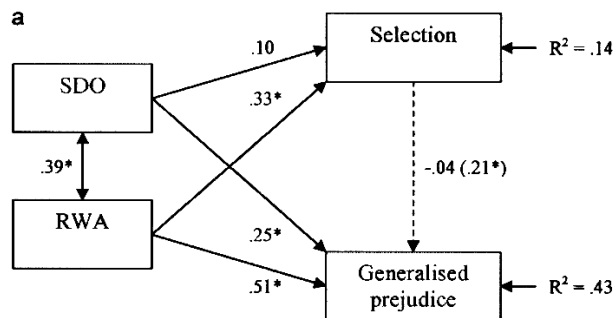 a
Selection
R² = .14
.10
SDO
.33*
.39*
-.04 (.21*)
RWA
.25*
Generalised
prejudice
R² = .43
.51*